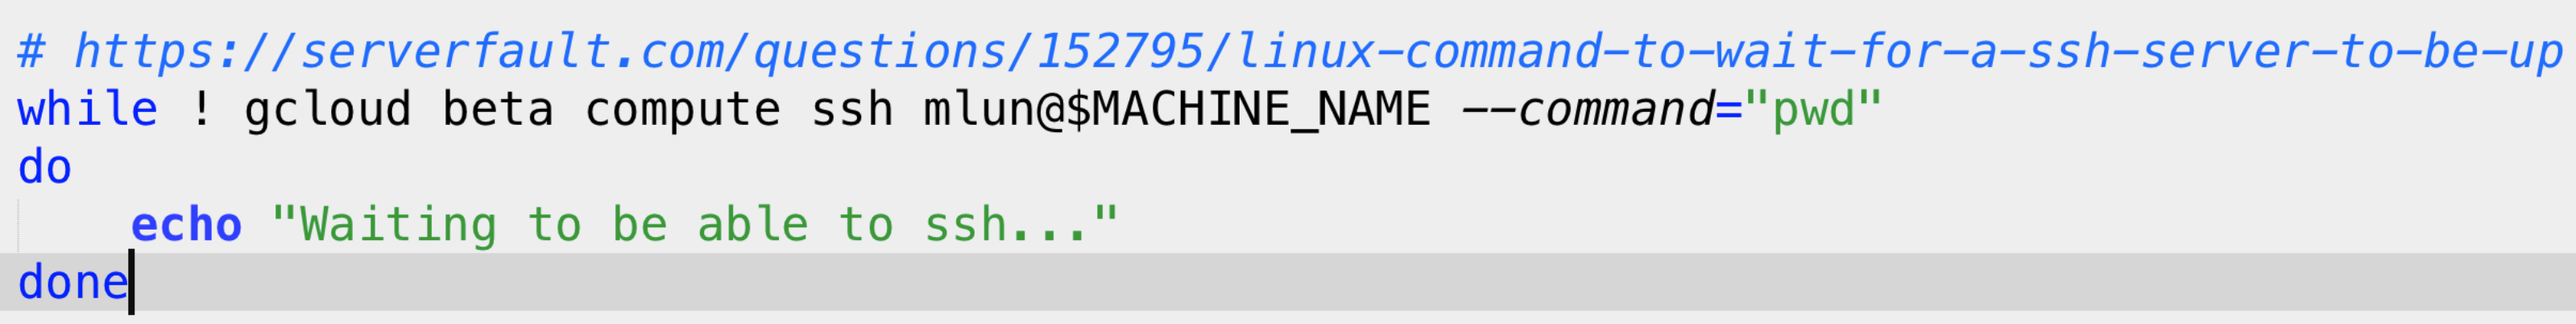 # https://serverfault.com/questions/152795/linux-command-to-wait-for-a-ssh-server-to-be-up
while ! gcloud beta compute ssh mlun@$MACHINE_NAME --command="pwd"
do
    echo "Waiting to be able to ssh..."
done